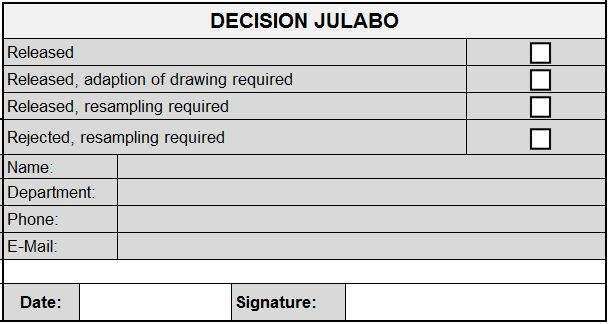 DECISION JULABO
Released
Released, adaption of drawing required
Released, resampling required
Rejected, resampling required
Name:
Department:
Phone:
E-Mail:
Date: Signature: